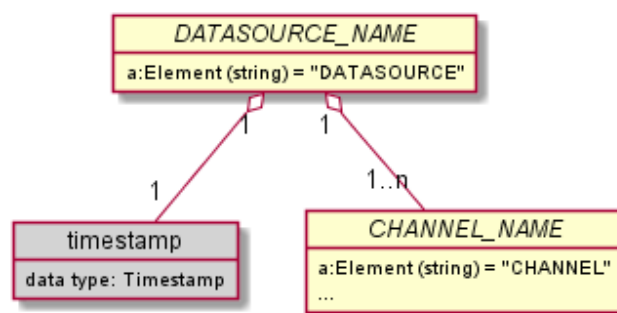 DATASOURCE_NAME
a:Element (string) = "DATASOURCE"
1
1
1
1..n
timestamp
data type: Timestamp
CHANNEL_NAME
a:Element (string) = "CHANNEL"
...